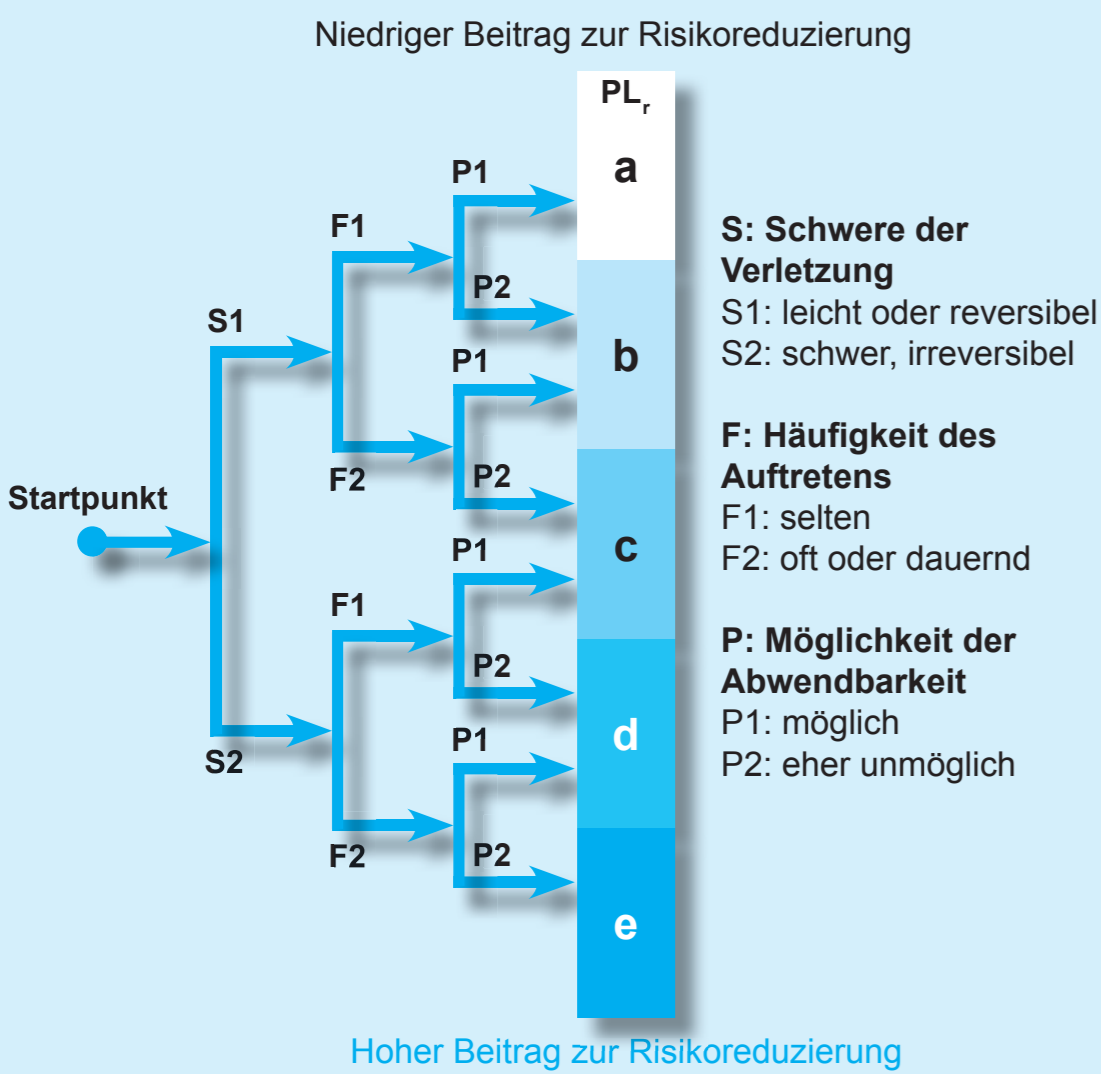 Niedriger Beitrag zur Risikoreduzierung
PLr
a
b
c
d
e
Startpunkt
S1
F1
P1
P2
F2
P1
P2
S2
F1
P1
P2
F2
P1
P2
S: Schwere der
Verletzung
S1: leicht oder reversibel
S2: schwer, irreversibel
F: Häufigkeit des
Auftretens
F1: selten
F2: oft oder dauernd
P: Möglichkeit der
Abwendbarkeit
P1: möglich
P2: eher unmöglich
Hoher Beitrag zur Risikoreduzierung